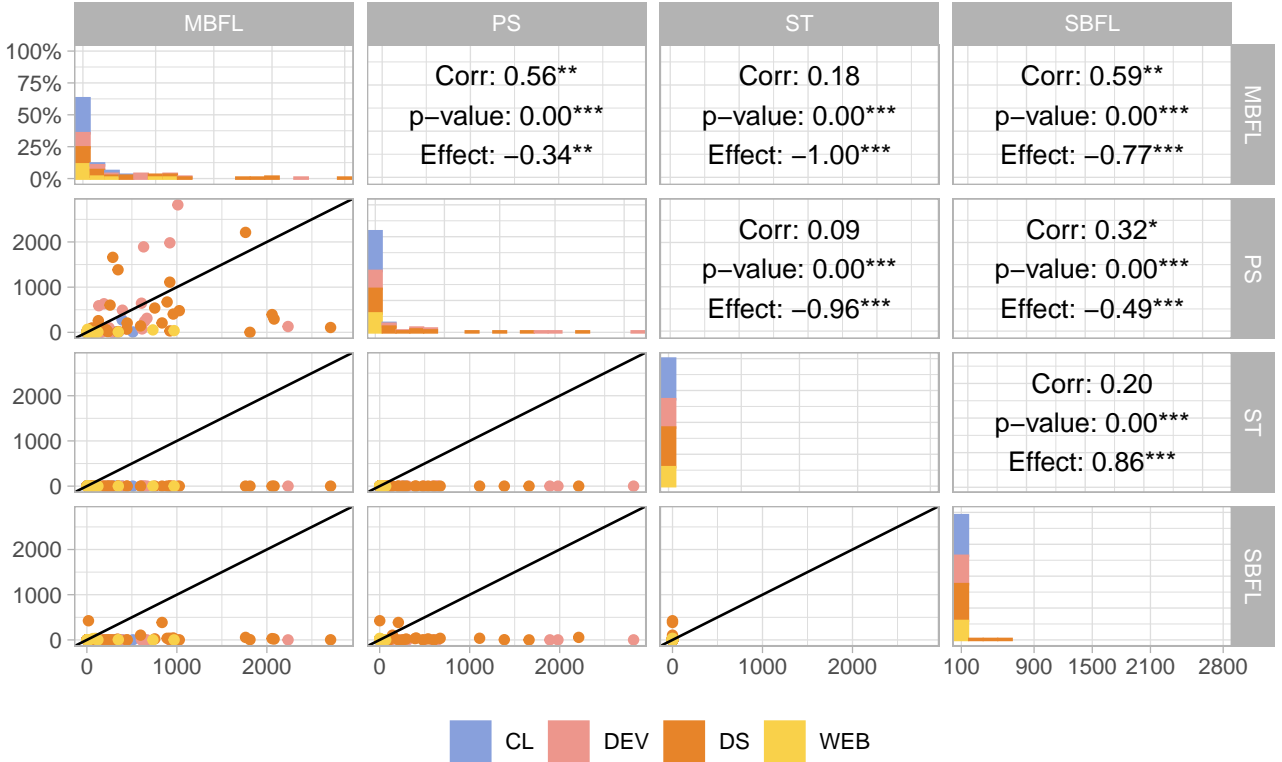 MBFL PS ST SBFL
100%
75%
50%
25%
0%
Corr: 0.56**
p−value: 0.00***
Effect: −0.34**
Corr: 0.18
p−value: 0.00***
Effect: −1.00***
Corr: 0.59**
p−value: 0.00***
Effect: −0.77***
MBFL
2000
1000
0
Corr: 0.09
p−value: 0.00***
Effect: −0.96***
Corr: 0.32*
p−value: 0.00***
Effect: −0.49***
PS
2000
1000
0
Corr: 0.20
p−value: 0.00***
Effect: 0.86***
ST
2000
1000
0
SBFL
0 1000 2000 0 1000 2000 0 1000 2000 100 900 1500 2100 2800
CL DEV DS WEB